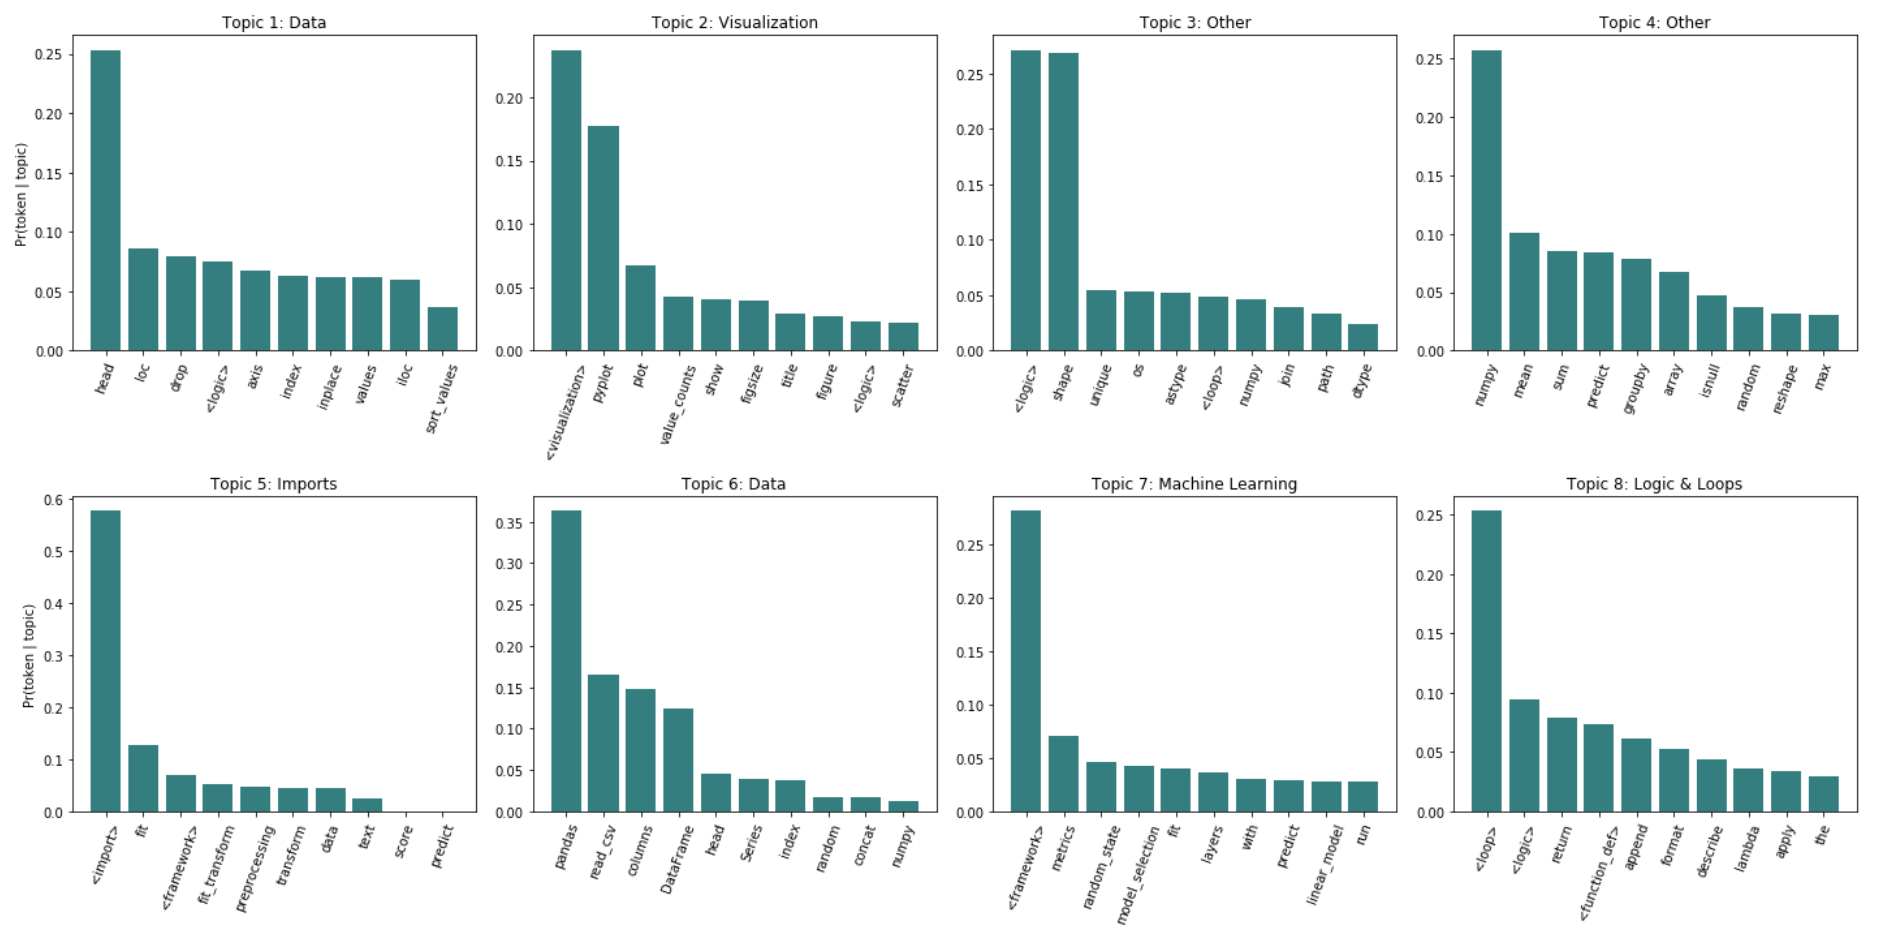 Topic 1: Data
Pr(token | topic)
0.25
0.20
0.15
0.10
0.05
0.00
head
loc
drop
<logic>
axis
index
inplace
values
iloc
sort_values
Topic 2: Visualization
0.20
0.15
0.10
0.05
0.00
<visualization>
pyplot
plot
value_counts
show
figsize
title
figure
<logic>
scatter
Topic 3: Other
0.25
0.20
0.15
0.10
0.05
0.00
<logic>
shape
unique
os
astype
<loop>
numpy
join
path
dtype
Topic 4: Other
0.25
0.20
0.15
0.10
0.05
0.00
numpy
mean
sum
predict
groupby
array
isnull
random
reshape
max
Topic 5: Imports
Pr(token | topic)
0.6
0.5
0.4
0.3
0.2
0.1
0.0
<import>
fit
<framework>
fit_transform
preprocessing
transform
data
text
score
predict
Topic 6: Data
0.35
0.30
0.25
0.20
0.15
0.10
0.05
0.00
pandas
read_csv
columns
DataFrame
head
Series
index
random
concat
numpy
Topic 7: Machine Learning
0.25
0.20
0.15
0.10
0.05
0.00
<framework>
metrics
random_state
model_selection
fit
layers
with
predict
linear_model
run
Topic 8: Logic & Loops
0.25
0.20
0.15
0.10
0.05
0.00
<loop>
<logic>
return
<function_def>
append
format
describe
lambda
apply
the